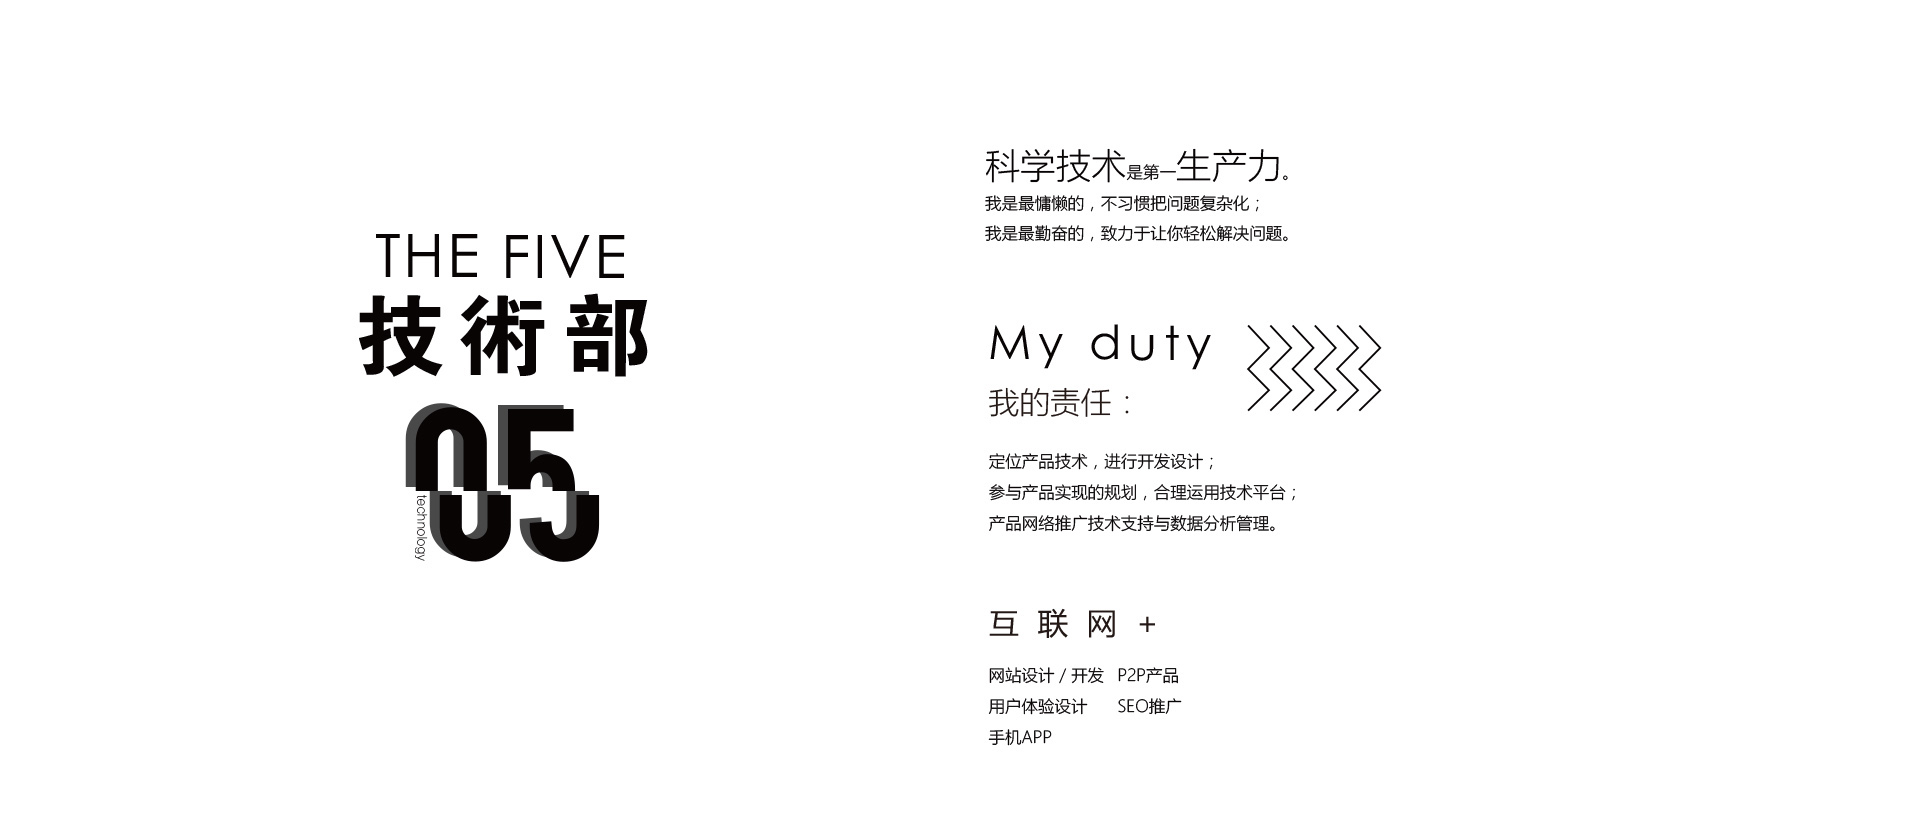 THE FIVE
技術部
05
technology
科学技术是第一生产力。
我是最慵懒的，不习惯把问题复杂化；
我是最勤奋的，致力于让你轻松解决问题。
My duty
我的责任：
定位产品技术，进行开发设计；
参与产品实现的规划，合理运用技术平台；
产品网络推广技术支持与数据分析管理。
互联网 +
网站设计 / 开发 P2P产品
用户体验设计 SEO推广
手机APP